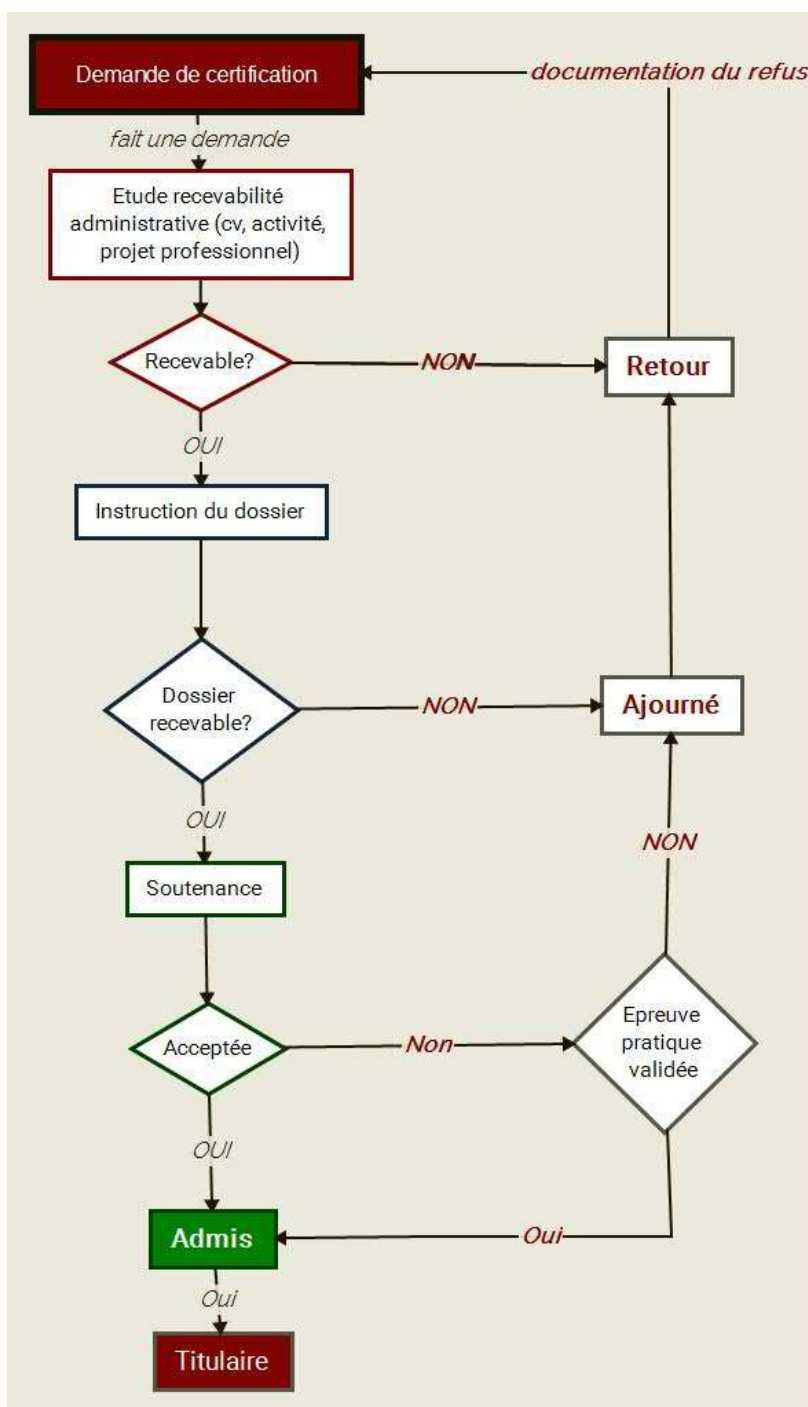 Demande de certification
documentation du refus
fait une demande
Etude recevabilité
administrative (cv, activité,
projet professionnel)
Recevable?
NON
Retour
OUI
Instruction du dossier
Dossier
recevable?
NON
Ajourné
OUI
NON
Soutenance
Acceptée
Non
Epreuve
pratique
validée
OUI
Admis
Oui
Oui
Titulaire